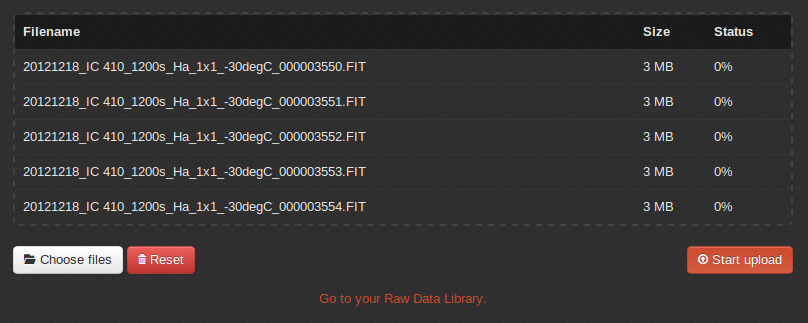 Filename Size Status
20121218_IC 410_1200s_Ha_1x1_-30degC_000003550.FIT 3 MB 0%
20121218_IC 410_1200s_Ha_1x1_-30degC_000003551.FIT 3 MB 0%
20121218_IC 410_1200s_Ha_1x1_-30degC_000003552.FIT 3 MB 0%
20121218_IC 410_1200s_Ha_1x1_-30degC_000003553.FIT 3 MB 0%
20121218_IC 410_1200s_Ha_1x1_-30degC_000003554.FIT 3 MB 0%
Choose files Reset Start upload
Go to your Raw Data Library.